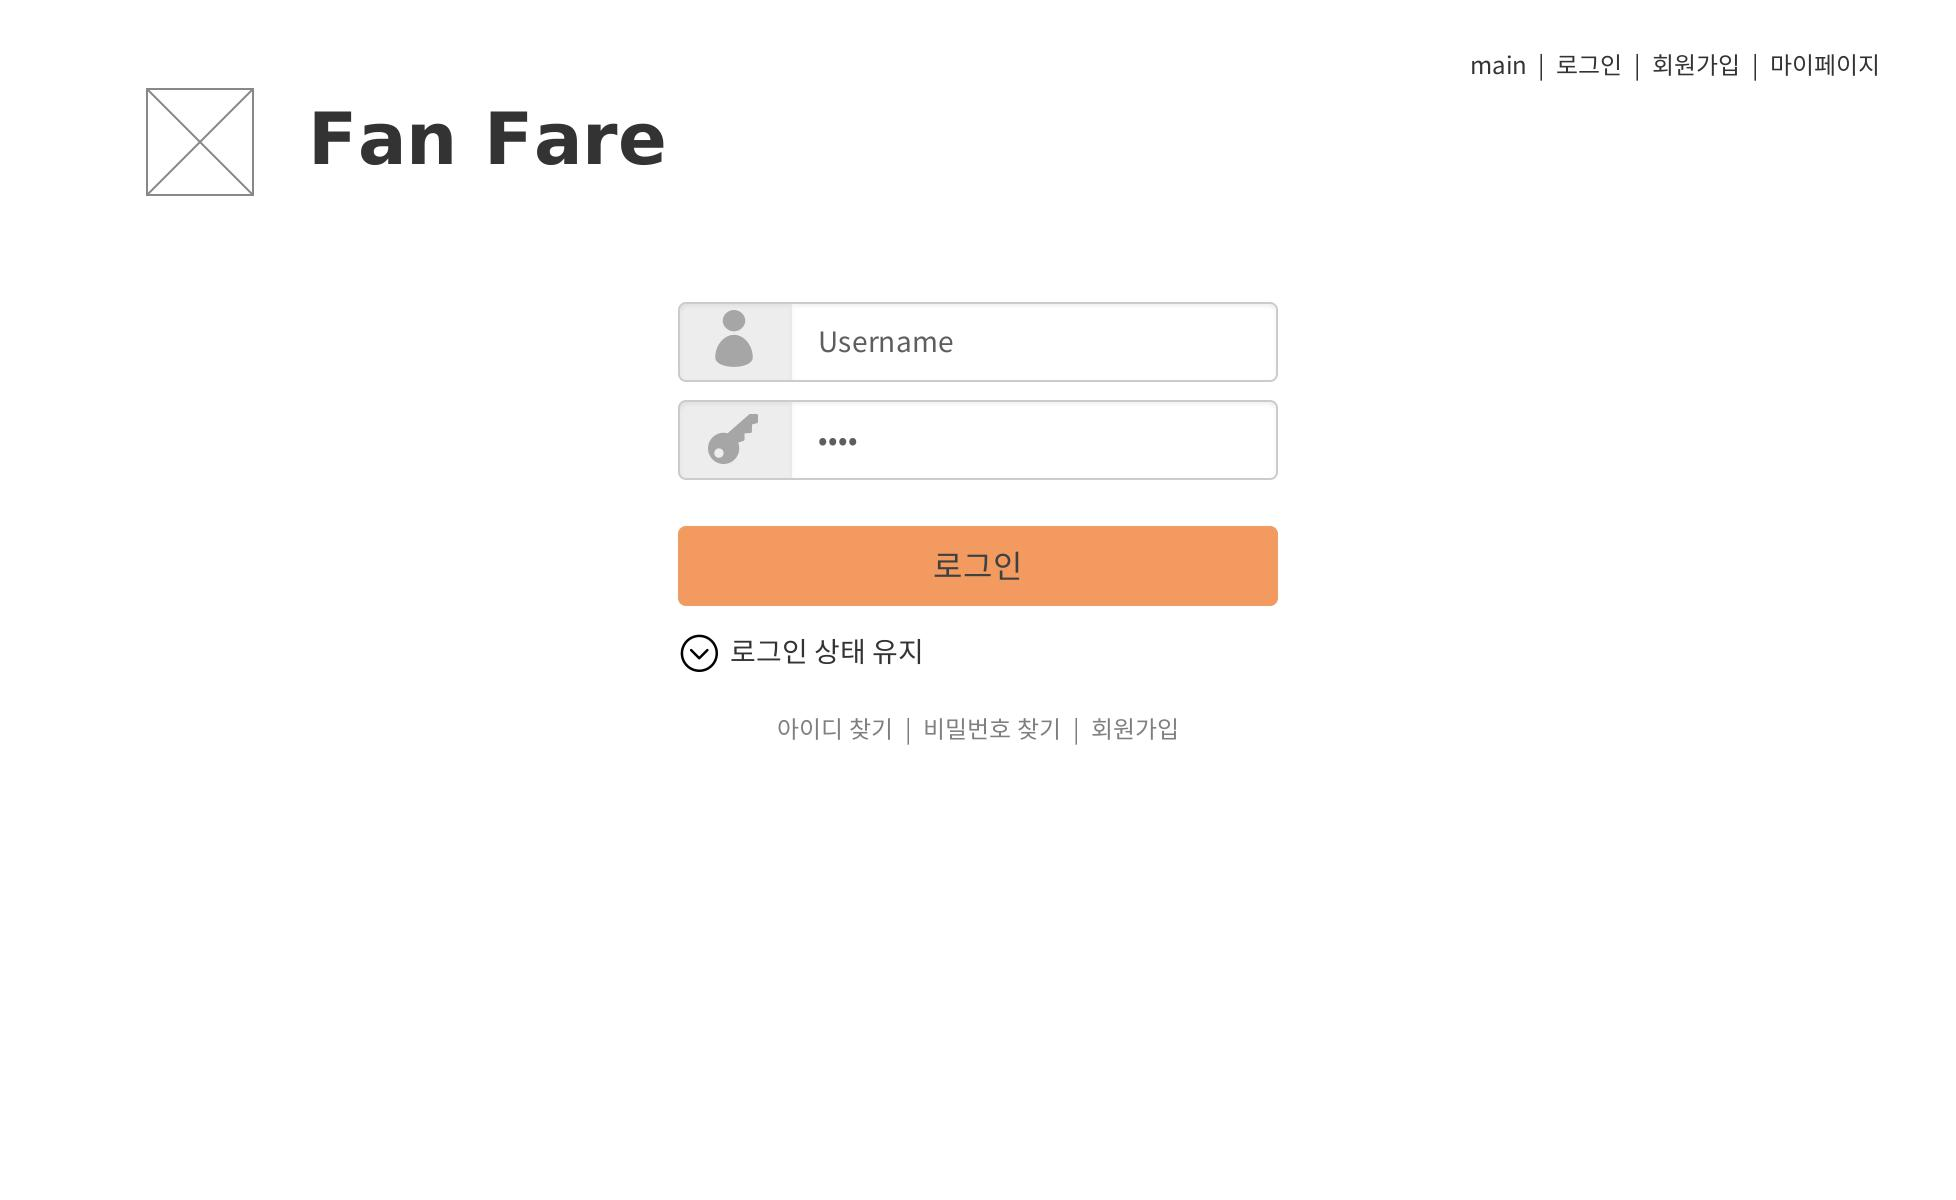 main | 로그인 | 회원가입 | 마이페이지
Fan Fare
Username
••••
로그인
로그인 상태 유지
아이디 찾기 | 비밀번호 찾기 | 회원가입